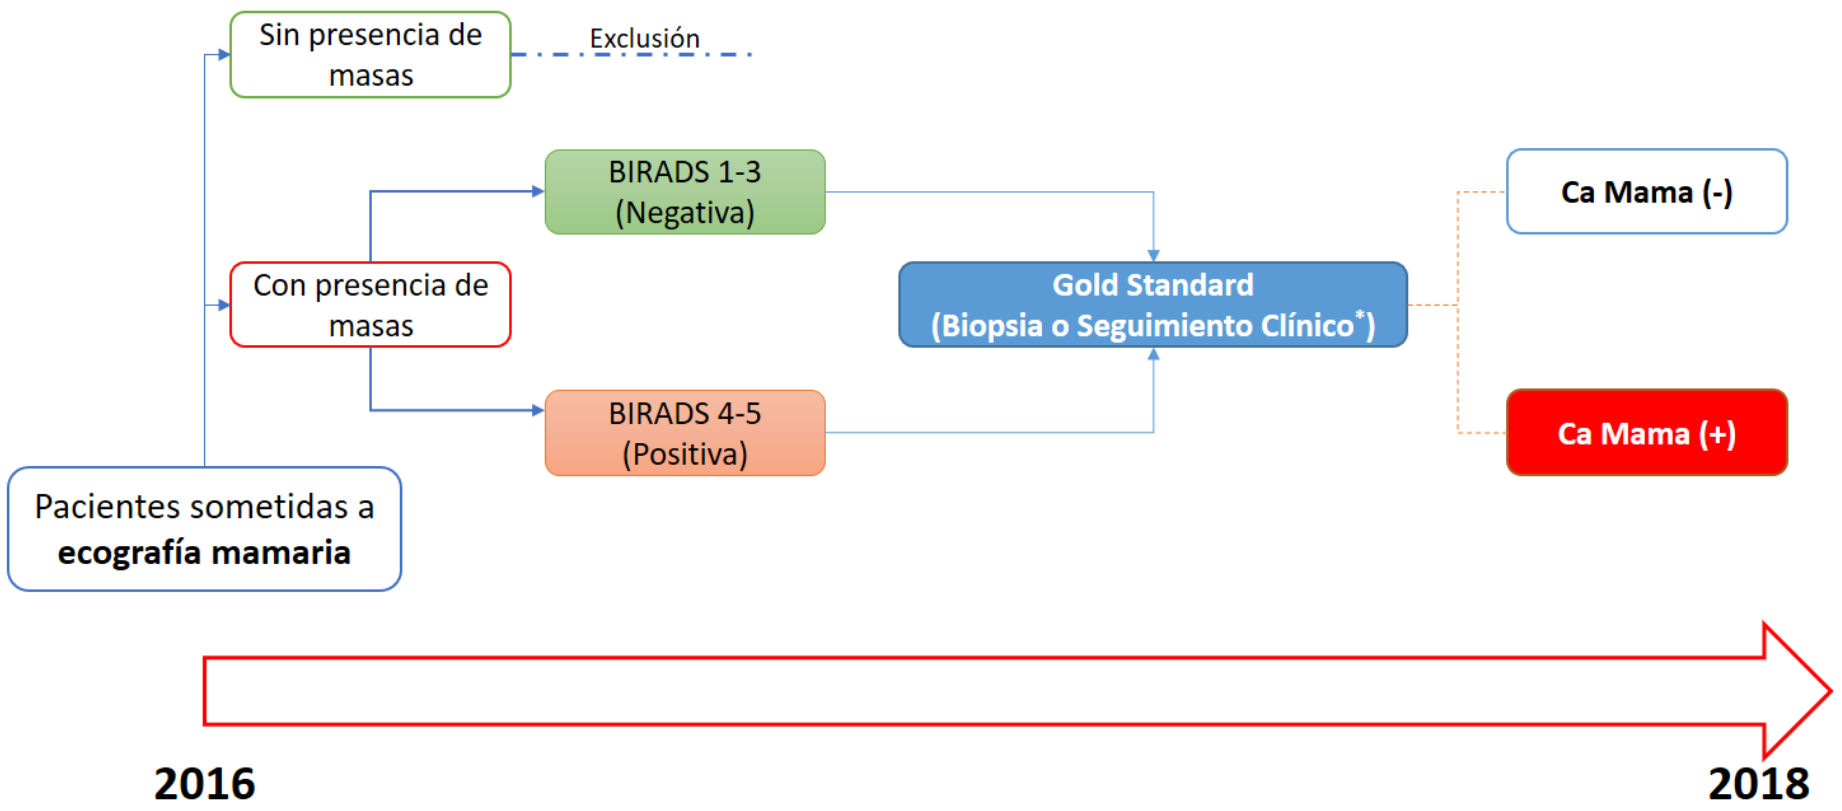 Sin presencia de
masas
Exclusión
BIRADS 1-3
(Negativa)
Ca Mama (-)
Con presencia de
masas
Gold Standard
(Biopsia o Seguimiento Clínico*)
BIRADS 4-5
(Positiva)
Ca Mama (+)
Pacientes sometidas a
ecografía mamaria
2016
2018